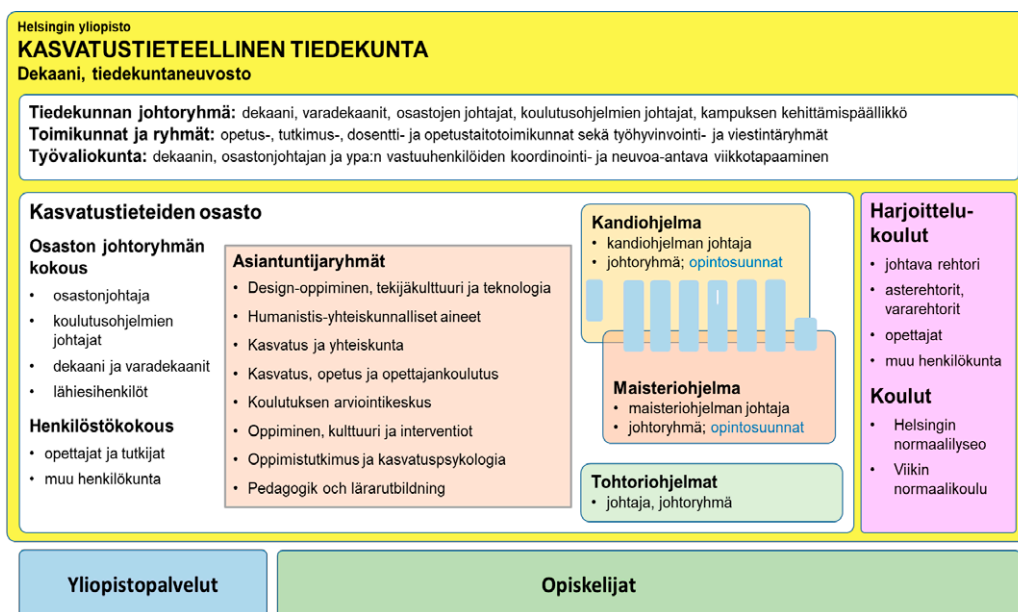 Helsingin yliopisto
KASVATUSTIETEELLINEN TIEDEKUNTA
Dekaani, tiedekuntaneuvosto
Tiedekunnan johtoryhmä: dekaani, varadekaanit, osastojen johtajat, koulutusohjelmien johtajat, kampuksen kehittämispäällikkö
Toimikunnat ja ryhmät: opetus-, tutkimus-, dosentti- ja opetustaitotoimikunnat sekä työhyvinvointi- ja viestintäryhmät
Työvaliokunta: dekaanin, osastonjohtajan ja ypa:n vastuuhenkilöiden koordinointi- ja neuvoa-antava viikkotapaaminen
Kasvatustieteiden osasto
Osaston johtoryhmän
kokous
• osastonjohtaja
• koulutusohjelmien
johtajat
• dekaani ja varadekaanit
• lähiesihenkilöt
Henkilöstökokous
• opettajat ja tutkijat
• muu henkilökunta
Asiantuntijaryhmät
• Design-oppiminen, tekijäkulttuuri ja teknologia
• Humanistis-yhteiskunnalliset aineet
• Kasvatus ja yhteiskunta
• Kasvatus, opetus ja opettajankoulutus
• Koulutuksen arviointikeskus
• Oppiminen, kulttuuri ja interventiot
• Oppimistutkimus ja kasvatuspsykologia
• Pedagogik och lärarutbildning
Kandiohjelma
• kandiohjelman johtaja
• johtoryhmä; opintosuunnat
Maisteriohjelma
• maisteriohjelman johtaja
• johtoryhmä; opintosuunnat
Tohtoriohjelmat
• johtaja, johtoryhmä
Harjoittelu-
koulut
• johtava rehtori
• asterehtorit,
vararehtorit
• opettajat
• muu henkilökunta
Koulut
• Helsingin
normaalilyseo
• Viikin
normaalikoulu
Yliopistopalvelut
Opiskelijat